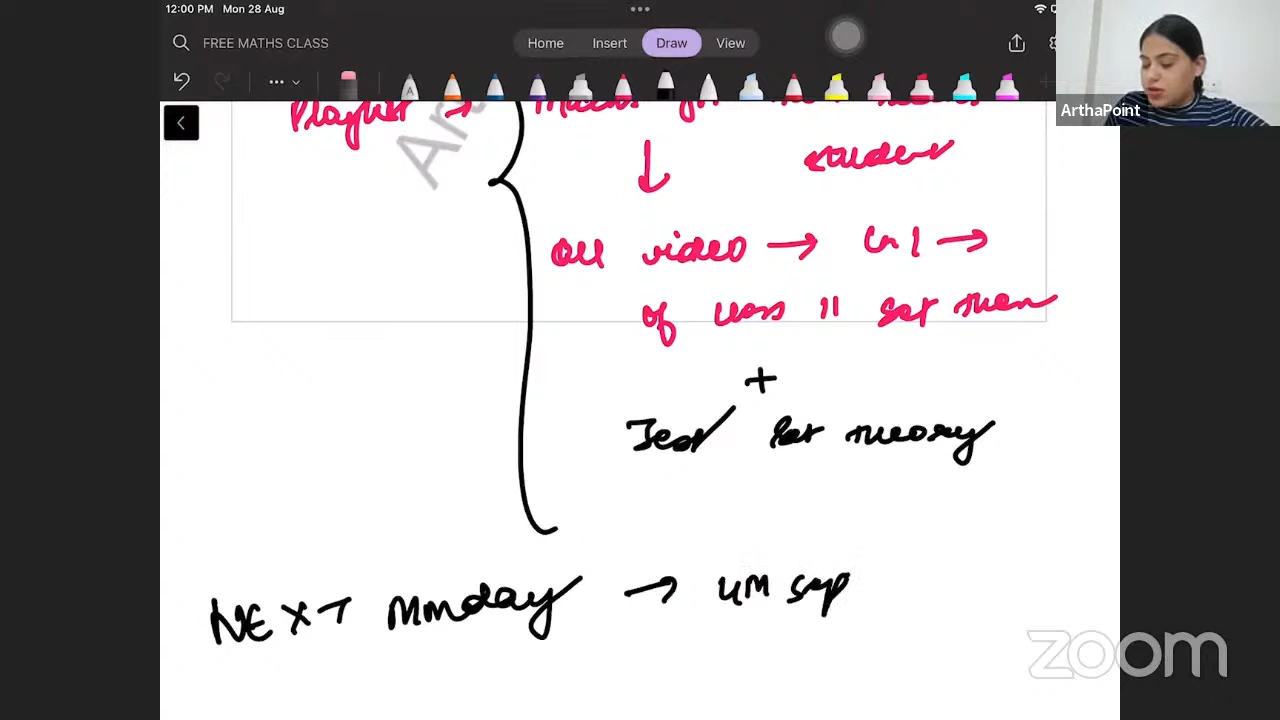 12:00 PM Mon 28 Aug
FREE MATHS CLASS
Home Insert Draw View
ArthaPoint
Playlist →
student
All video → Ch 1 →
of class 11 Set theory
+
Test Set theory
NEXT Monday → 4th Sep
zoom